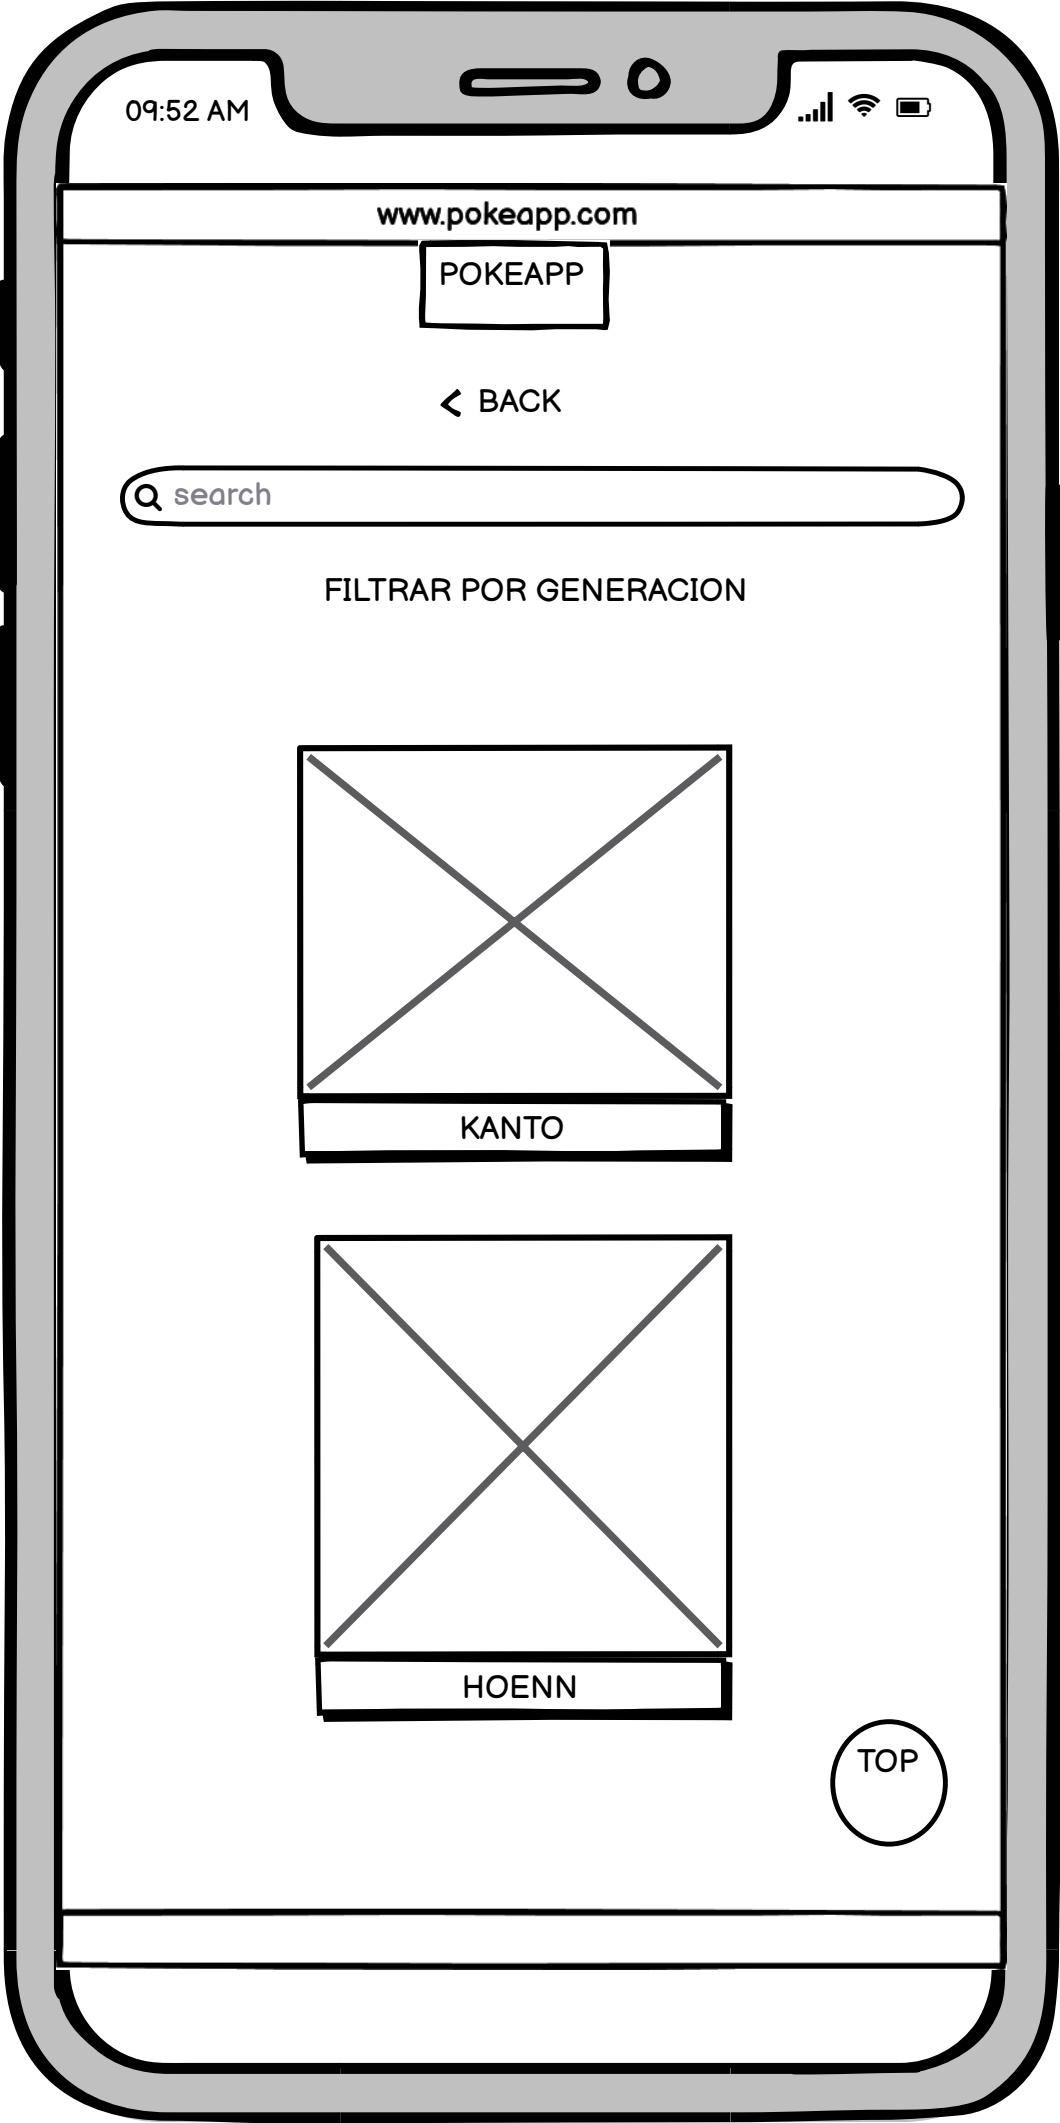 09:52 AM
www.pokeapp.com
POKEAPP
BACK
search
FILTRAR POR GENERACION
KANTO
HOENN
TOP